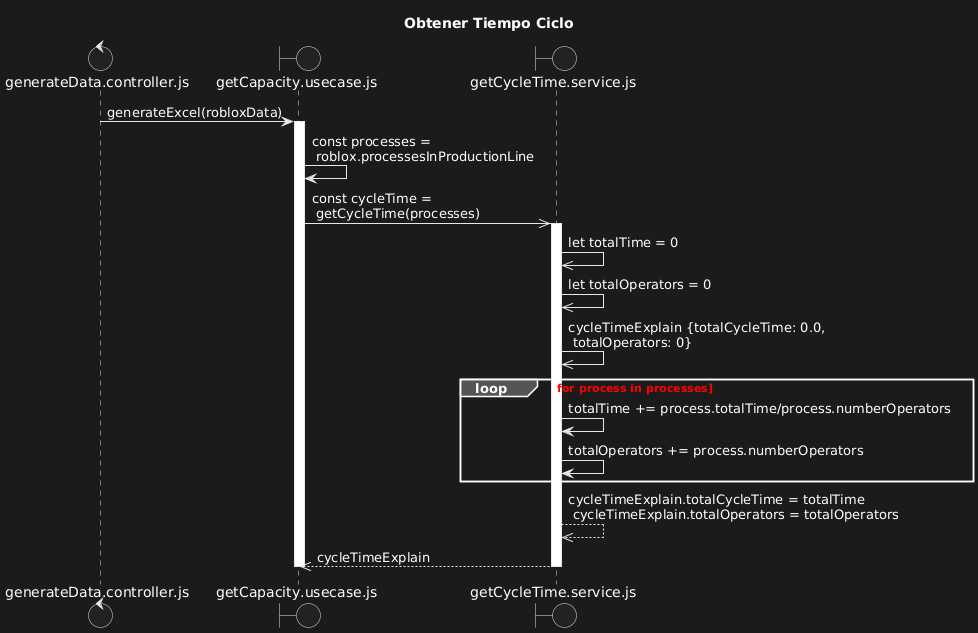 Obtener Tiempo Ciclo
generateData.controller.js
getCapacity.usecase.js
getCycleTime.service.js
generateExcel(robloxData)
const processes =
roblox.processesInProductionLine
const cycleTime =
getCycleTime(processes)
let totalTime = 0
let totalOperators = 0
cycleTimeExplain {totalCycleTime: 0.0,
totalOperators: 0}
loop
for process in processes]
totalTime += process.totalTime/process.numberOperators
totalOperators += process.numberOperators
cycleTimeExplain.totalCycleTime = totalTime
cycleTimeExplain.totalOperators = totalOperators
cycleTimeExplain
generateData.controller.js
getCapacity.usecase.js
getCycleTime.service.js